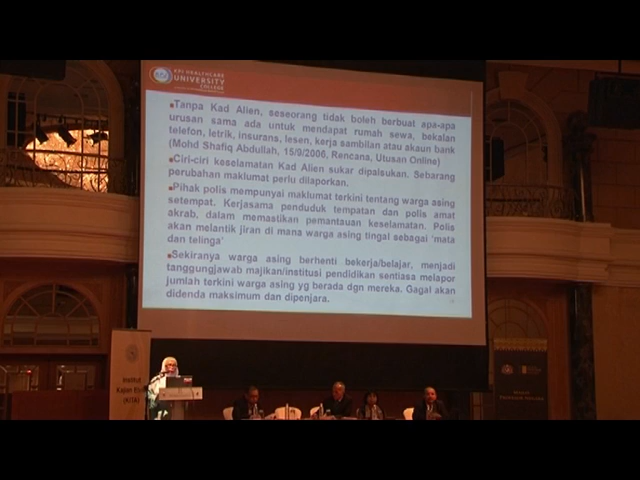 KPJ HEALTHCARE
UNIVERSITY
COLLEGE
Tanpa Kad Alien, seseorang tidak boleh berbuat apa-apa
urusan sama ada untuk mendapat rumah sewa, bekalan
telefon, letrik, insurans, lesen, kerja sambilan atau akaun bank
(Mohd Shafiq Abdullah, 15/9/2006, Rencana, Utusan Online)
Ciri-ciri keselamatan Kad Alien sukar dipalsukan. Sebarang
perubahan maklumat perlu dilaporkan.
Pihak polis mempunyai maklumat terkini tentang warga asing
setempat. Kerjasama penduduk tempatan dan polis amat
akrab, dalam memastikan pemantauan keselamatan. Polis
akan melantik jiran di mana warga asing tingal sebagai 'mata
dan telinga'
Sekiranya warga asing berhenti bekerja/belajar, menjadi
tanggungjawab majikan/institusi pendidikan sentiasa melapor
jumlah terkini warga asing yg berada dgn mereka. Gagal akan
didenda maksimum dan dipenjara.
Institut
Kajian
(KITA)